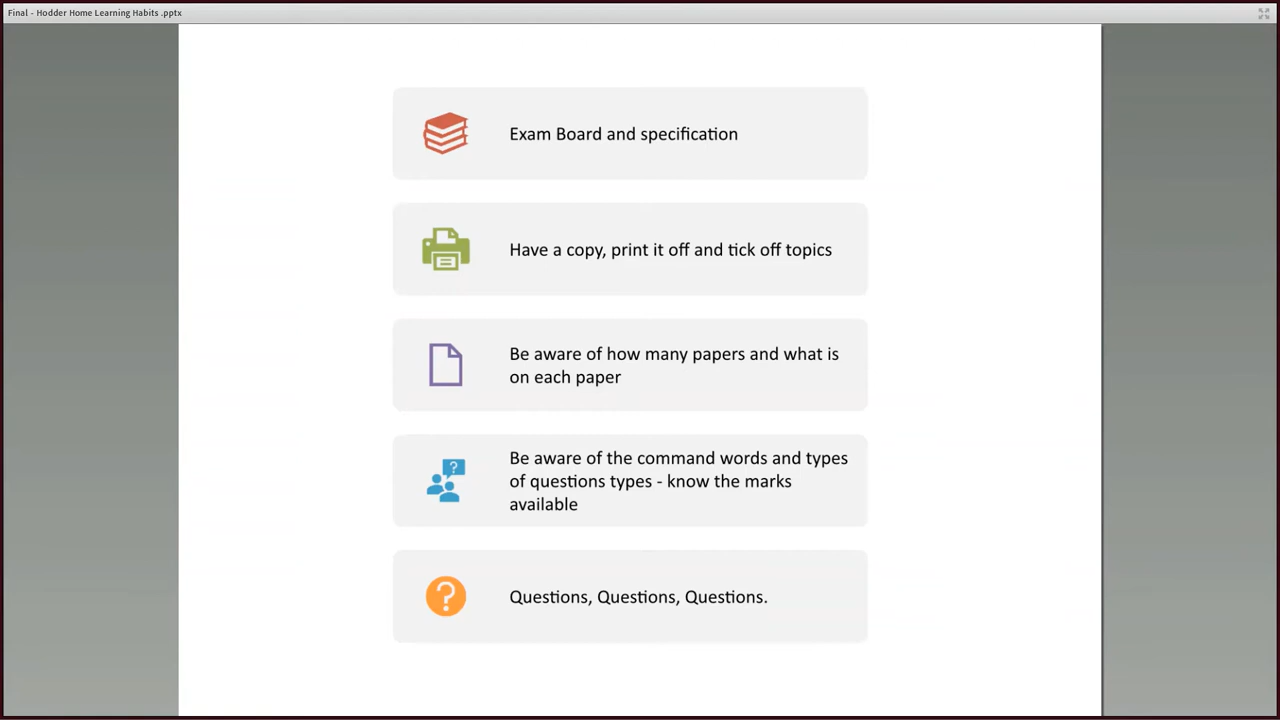 Final - Hodder Home Learning Habits .pptx
Exam Board and specification
Have a copy, print it off and tick off topics
Be aware of how many papers and what is
on each paper
?
Be aware of the command words and types
of questions types - know the marks
available
?
Questions, Questions, Questions.